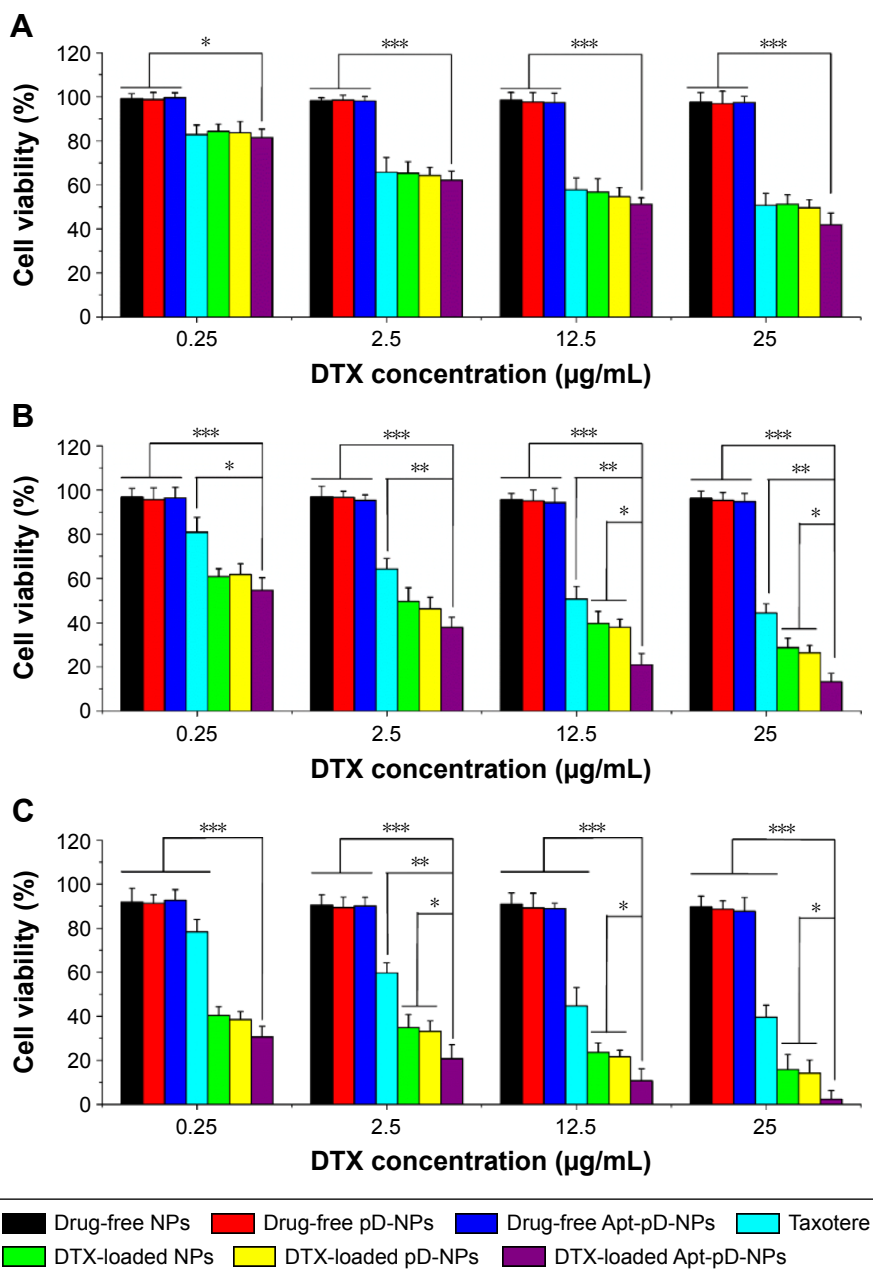 A
* *** *** ***
120
100
80
60
40
20
0
Cell viability (%)
0.25 2.5 12.5 25
DTX concentration (µg/mL)
B
*** *** *** ***
* ** ** **
* *
120
100
80
60
40
20
0
Cell viability (%)
0.25 2.5 12.5 25
DTX concentration (µg/mL)
C
*** *** *** ***
**
* * *
120
100
80
60
40
20
0
Cell viability (%)
0.25 2.5 12.5 25
DTX concentration (µg/mL)
Drug-free NPs Drug-free pD-NPs Drug-free Apt-pD-NPs Taxotere
DTX-loaded NPs DTX-loaded pD-NPs DTX-loaded Apt-pD-NPs